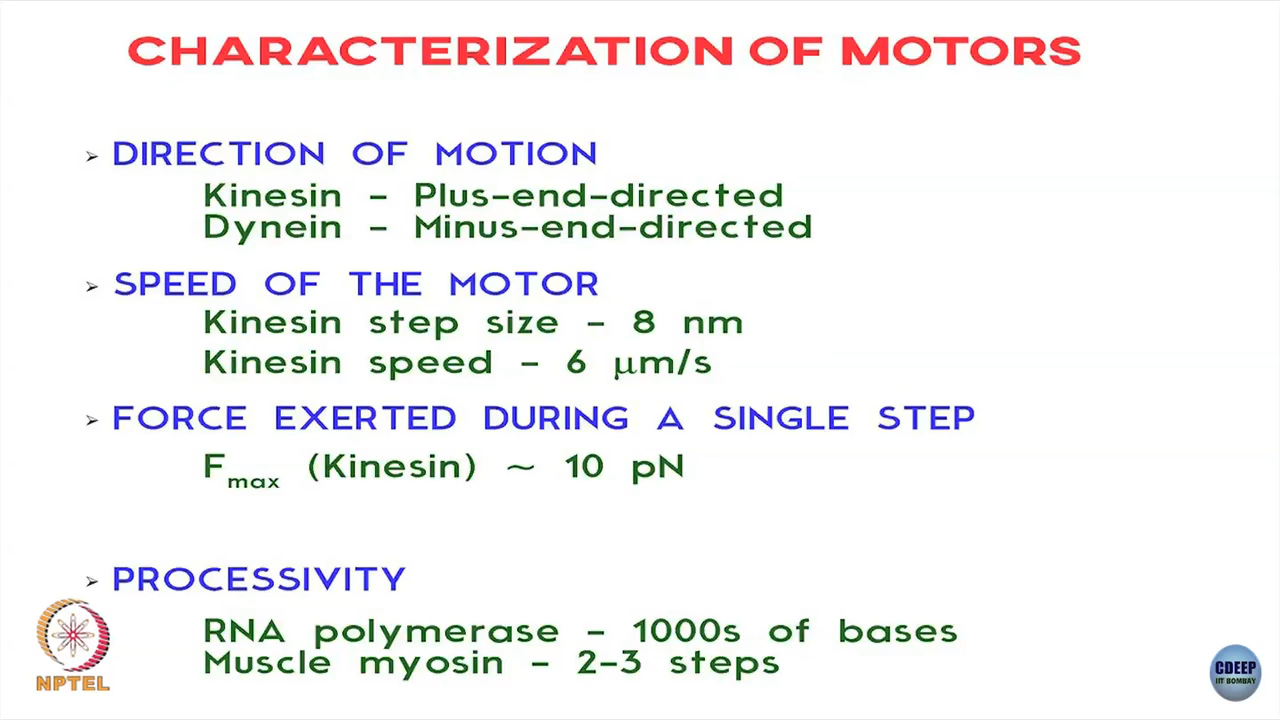 CHARACTERIZATION OF MOTORS
➢ DIRECTION OF MOTION
Kinesin – Plus-end-directed
Dynein – Minus-end-directed
➢ SPEED OF THE MOTOR
Kinesin step size – 8 nm
Kinesin speed – 6 μm/s
➢ FORCE EXERTED DURING A SINGLE STEP
Fmax (Kinesin) ~ 10 pN
➢ PROCESSIVITY
RNA polymerase – 1000s of bases
Muscle myosin – 2-3 steps
NPTEL
CDEEP
IIT BOMBAY